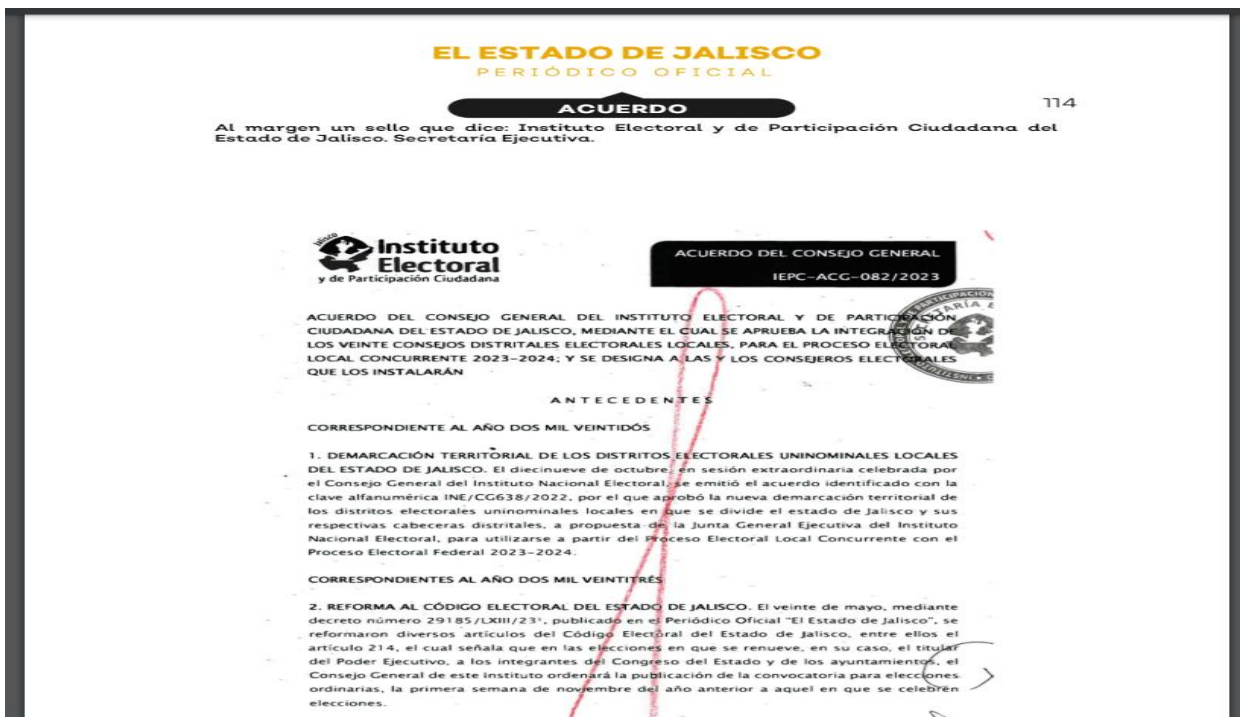 EL ESTADO DE JALISCO
PERIÓDICO OFICIAL
ACUERDO
114
Al margen un sello que dice: Instituto Electoral y de Participación Ciudadana del
Estado de Jalisco. Secretaría Ejecutiva.
Jalisco
Instituto
Electoral
y de Participación Ciudadana
ACUERDO DEL CONSEJO GENERAL
IEPC-ACG-082/2023
ACUERDO DEL CONSEJO GENERAL DEL INSTITUTO ELECTORAL Y DE PARTICIPACIÓN
CIUDADANA DEL ESTADO DE JALISCO, MEDIANTE EL CUAL SE APRUEBA LA INTEGRACIÓN DE
LOS VEINTE CONSEJOS DISTRITALES ELECTORALES LOCALES, PARA EL PROCESO ELECTORAL
LOCAL CONCURRENTE 2023-2024; Y SE DESIGNA A LAS Y LOS CONSEJEROS ELECTORALES
QUE LOS INSTALARÁN
ANTECEDENTES
CORRESPONDIENTE AL AÑO DOS MIL VEINTIDÓS
1. DEMARCACIÓN TERRITORIAL DE LOS DISTRITOS ELECTORALES UNINOMINALES LOCALES
DEL ESTADO DE JALISCO. El diecinueve de octubre, en sesión extraordinaria celebrada por
el Consejo General del Instituto Nacional Electoral, se emitió el acuerdo identificado con la
clave alfanumérica INE/CG638/2022, por el que aprobó la nueva demarcación territorial de
los distritos electorales uninominales locales en que se divide el estado de Jalisco y sus
respectivas cabeceras distritales, a propuesta de la Junta General Ejecutiva del Instituto
Nacional Electoral, para utilizarse a partir del Proceso Electoral Local Concurrente con el
Proceso Electoral Federal 2023-2024.
CORRESPONDIENTES AL AÑO DOS MIL VEINTITRÉS
2. REFORMA AL CÓDIGO ELECTORAL DEL ESTADO DE JALISCO. El veinte de mayo, mediante
decreto número 29185/LXIII/23¹, publicado en el Periódico Oficial "El Estado de Jalisco", se
reformaron diversos artículos del Código Electoral del Estado de Jalisco, entre ellos el
artículo 214, el cual señala que en las elecciones en que se renueve, en su caso, el titular
del Poder Ejecutivo, a los integrantes del Congreso del Estado y de los ayuntamientos, el
Consejo General de este Instituto ordenará la publicación de la convocatoria para elecciones
ordinarias, la primera semana de noviembre del año anterior a aquel en que se celebren
elecciones.